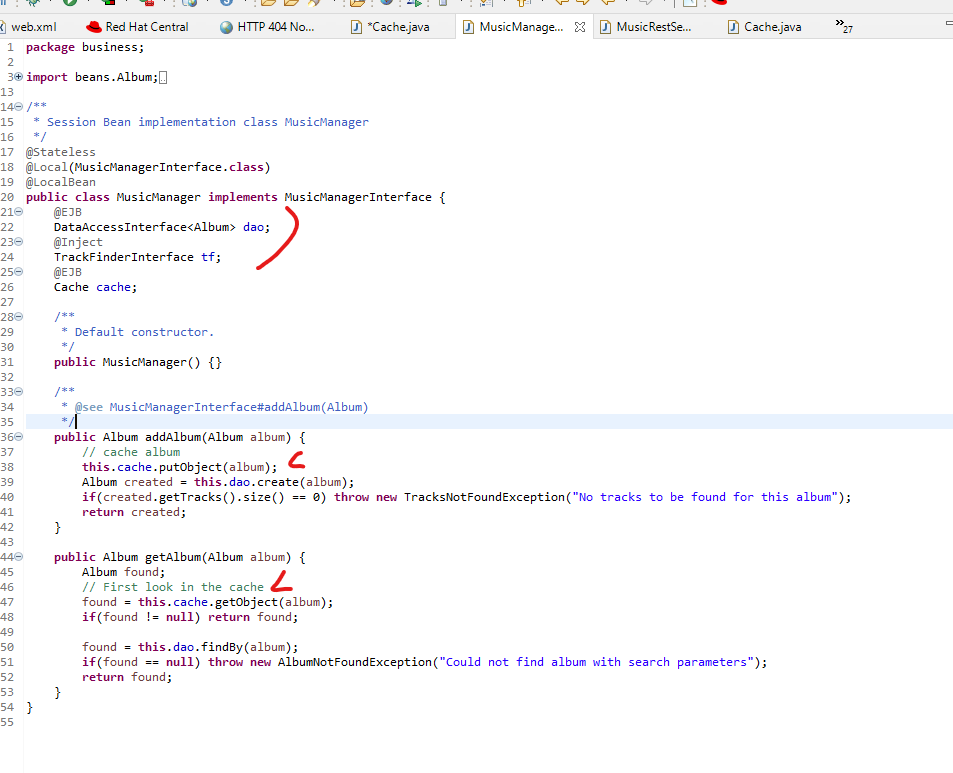 web.xml Red Hat Central HTTP 404 No... *Cache.java MusicManage... MusicRestSe... Cache.java »27
1 package business;
2
3 import beans.Album;
13
14 /**
15 * Session Bean implementation class MusicManager
16 */
17 @Stateless
18 @Local(MusicManagerInterface.class)
19 @LocalBean
20 public class MusicManager implements MusicManagerInterface {
21 @EJB
22 DataAccessInterface<Album> dao;
23 @Inject
24 TrackFinderInterface tf;
25 @EJB
26 Cache cache;
27
28 /**
29 * Default constructor.
30 */
31 public MusicManager() {}
32
33 /**
34 * @see MusicManagerInterface#addAlbum(Album)
35 */
36 public Album addAlbum(Album album) {
37 // cache album
38 this.cache.putObject(album);
39 Album created = this.dao.create(album);
40 if(created.getTracks().size() == 0) throw new TracksNotFoundException("No tracks to be found for this album");
41 return created;
42 }
43
44 public Album getAlbum(Album album) {
45 Album found;
46 // First look in the cache
47 found = this.cache.getObject(album);
48 if(found != null) return found;
49
50 found = this.dao.findBy(album);
51 if(found == null) throw new AlbumNotFoundException("Could not find album with search parameters");
52 return found;
53 }
54 }
55